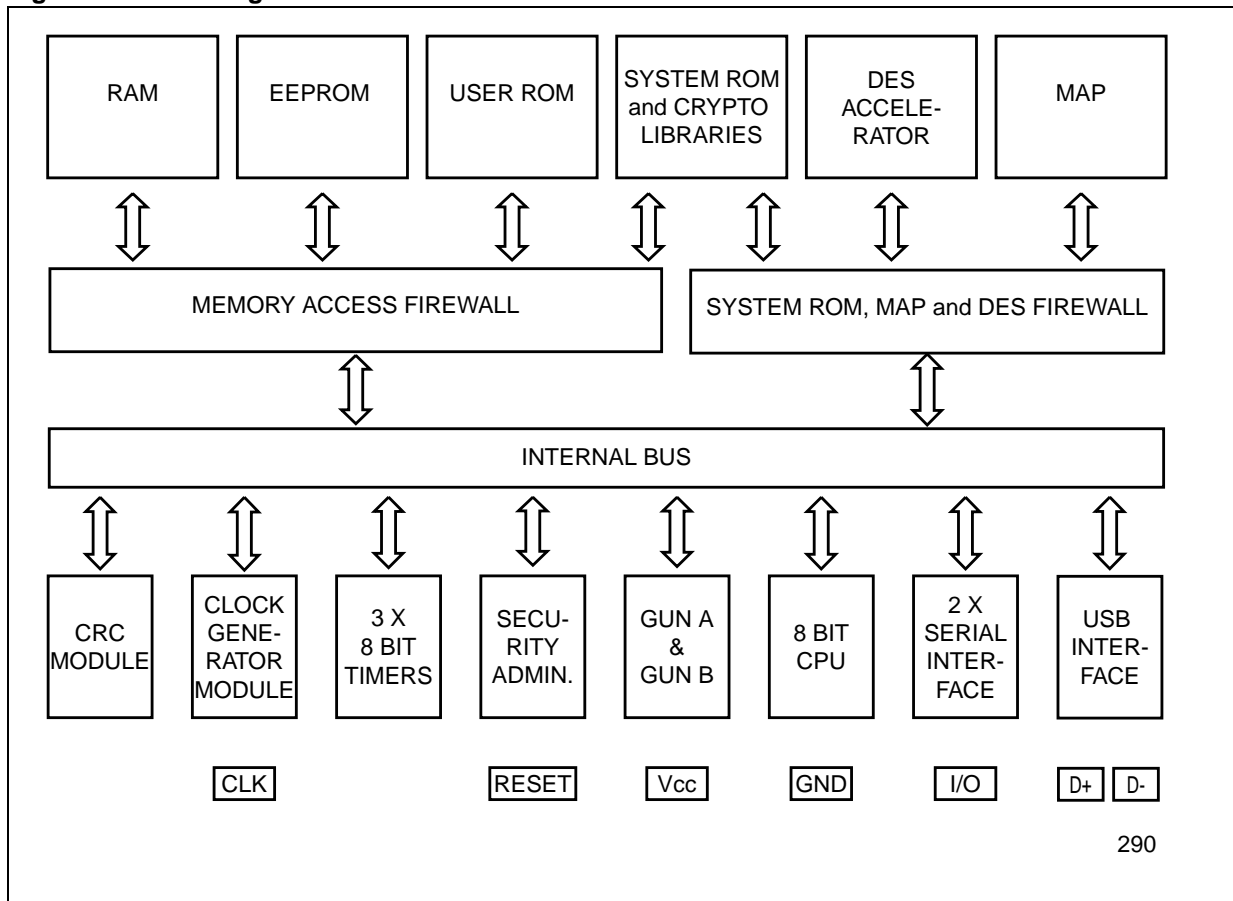 RAM
EEPROM
USER ROM
SYSTEM ROM
and CRYPTO
LIBRARIES
DES
ACCELE-
RATOR
MAP
MEMORY ACCESS FIREWALL
SYSTEM ROM, MAP and DES FIREWALL
INTERNAL BUS
CRC
MODULE
CLOCK
GENE-
RATOR
MODULE
3 X
8 BIT
TIMERS
SECU-
RITY
ADMIN.
GUN A
&
GUN B
8 BIT
CPU
2 X
SERIAL
INTER-
FACE
USB
INTER-
FACE
CLK
RESET
Vcc
GND
I/O
D+
D-
290